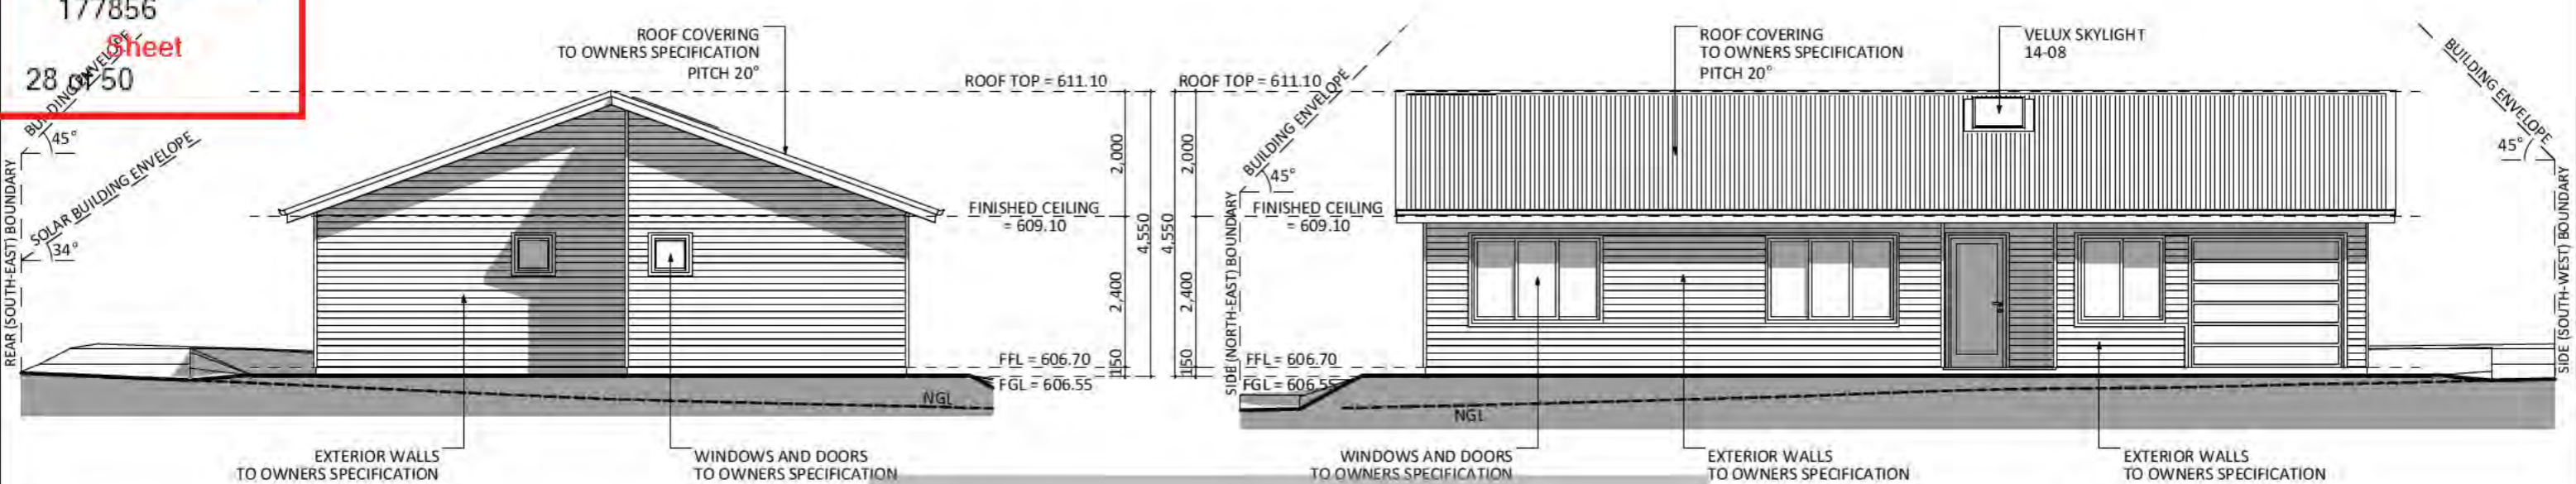 177856
Sheet
28 of 50
BUILDING ENVELOPE
45°
SOLAR BUILDING ENVELOPE
34°
REAR (SOUTH-EAST) BOUNDARY
ROOF COVERING
TO OWNERS SPECIFICATION
PITCH 20°
ROOF TOP = 611.10
FINISHED CEILING
= 609.10
FFL = 606.70
FGL = 606.55
2,000
2,400
150
4,550
NGL
EXTERIOR WALLS
TO OWNERS SPECIFICATION
WINDOWS AND DOORS
TO OWNERS SPECIFICATION
ROOF TOP = 611.10
FINISHED CEILING
= 609.10
FFL = 606.70
FGL = 606.55
4,550
2,000
2,400
150
SIDE (NORTH-EAST) BOUNDARY
BUILDING ENVELOPE
45°
ROOF COVERING
TO OWNERS SPECIFICATION
PITCH 20°
VELUX SKYLIGHT
14-08
BUILDING ENVELOPE
45°
SIDE (SOUTH-WEST) BOUNDARY
NGL
WINDOWS AND DOORS
TO OWNERS SPECIFICATION
EXTERIOR WALLS
TO OWNERS SPECIFICATION
EXTERIOR WALLS
TO OWNERS SPECIFICATION